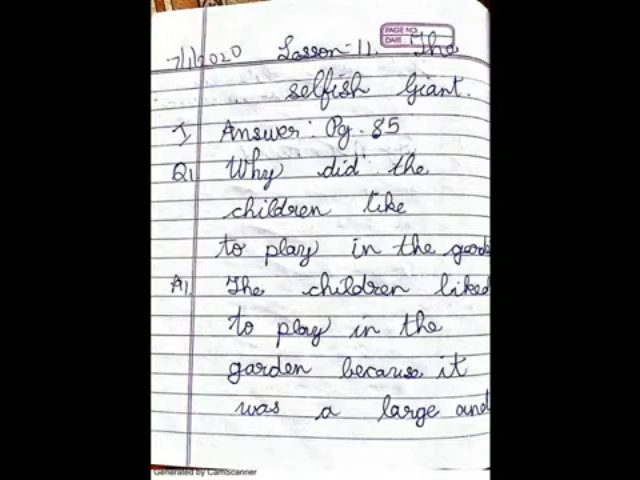 PAGE NO.
DATE
7/1/2020 Lesson-11. The
selfish Giant.
I Answer: Pg. 85
Q1. Why did the
children like
to play in the gard
A1. The children liked
to play in the
garden because it
was a large and
Generated by CamScanner